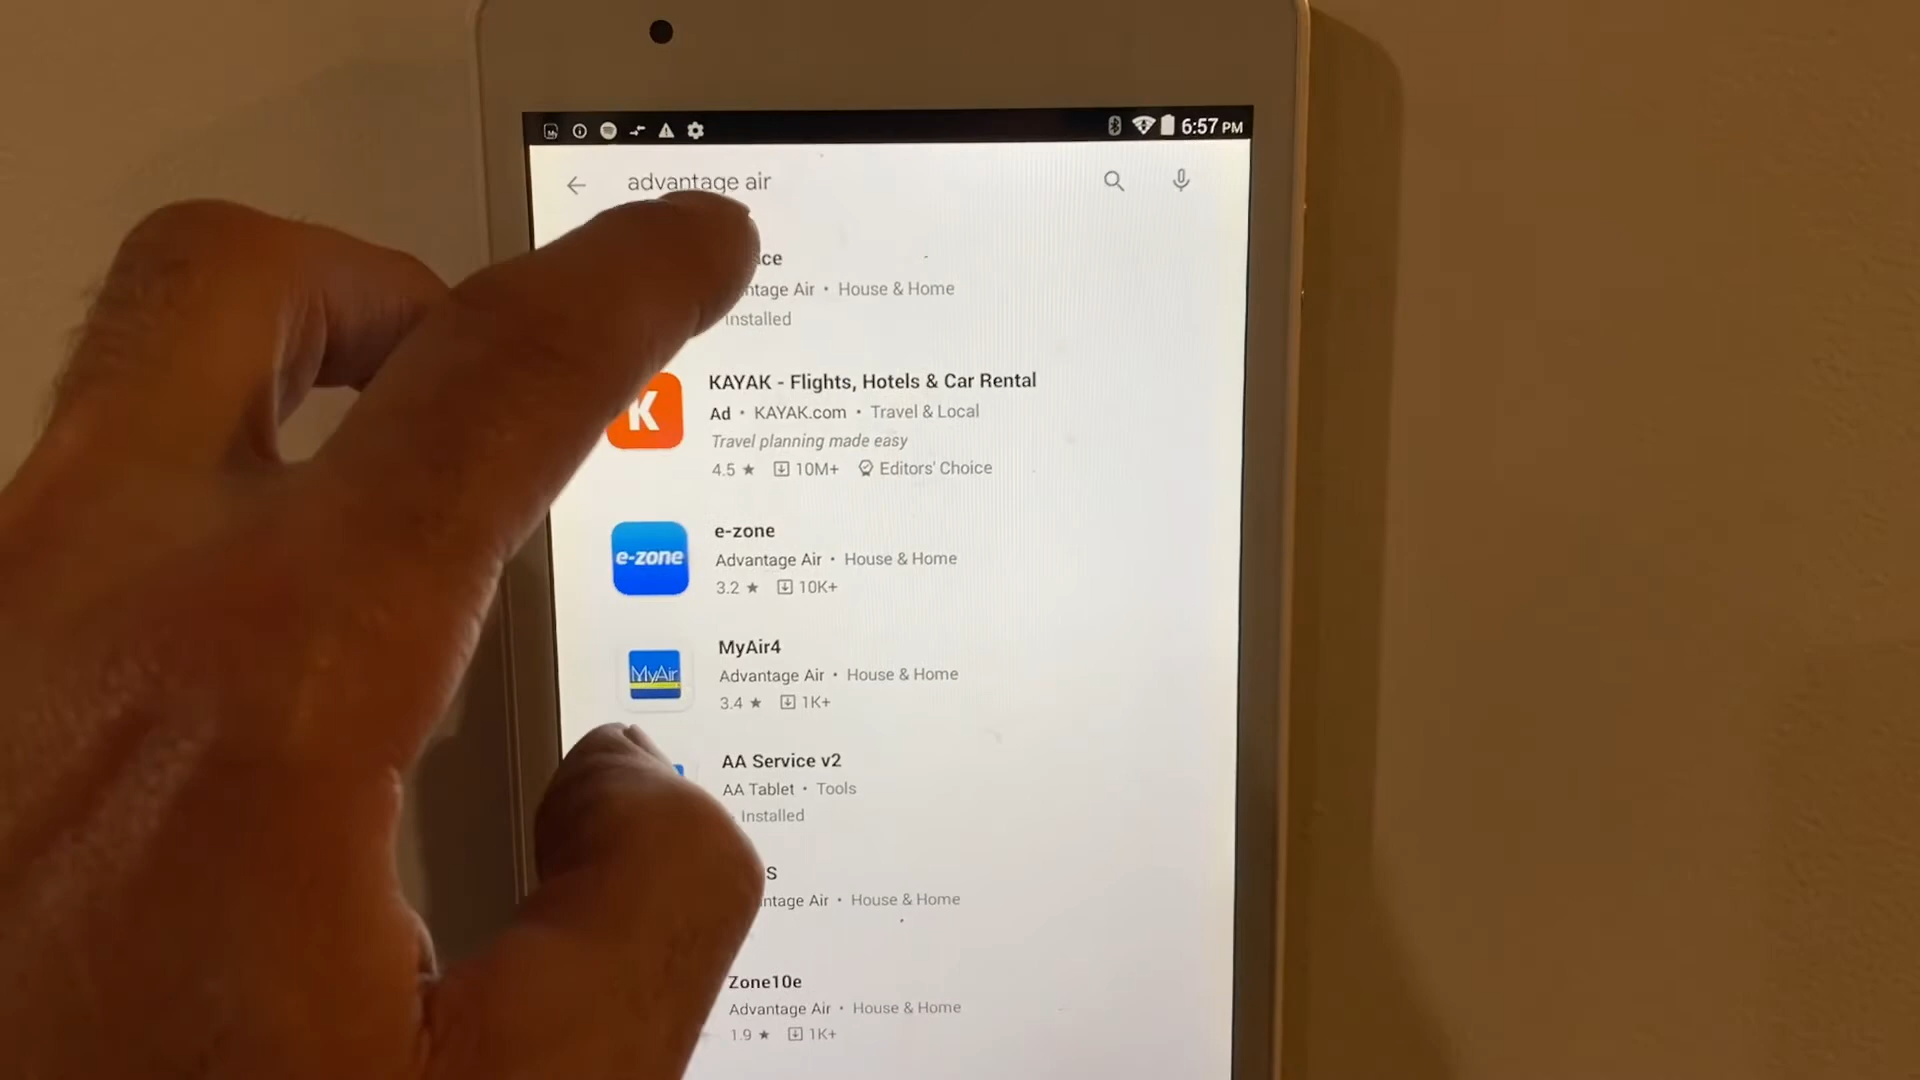 6:57 PM
advantage air
Air • House & Home
Installed
KAYAK - Flights, Hotels & Car Rental
Ad • KAYAK.com • Travel & Local
Travel planning made easy
4.5 ★ 10M+ Editors' Choice
K
e-zone
e-zone
Advantage Air • House & Home
3.2 ★ 10K+
MyAir4
MyAir
Advantage Air • House & Home
3.4 ★ 1K+
AA Service v2
AA Tablet • Tools
Installed
Air • House & Home
Zone10e
Advantage Air • House & Home
1.9 ★ 1K+